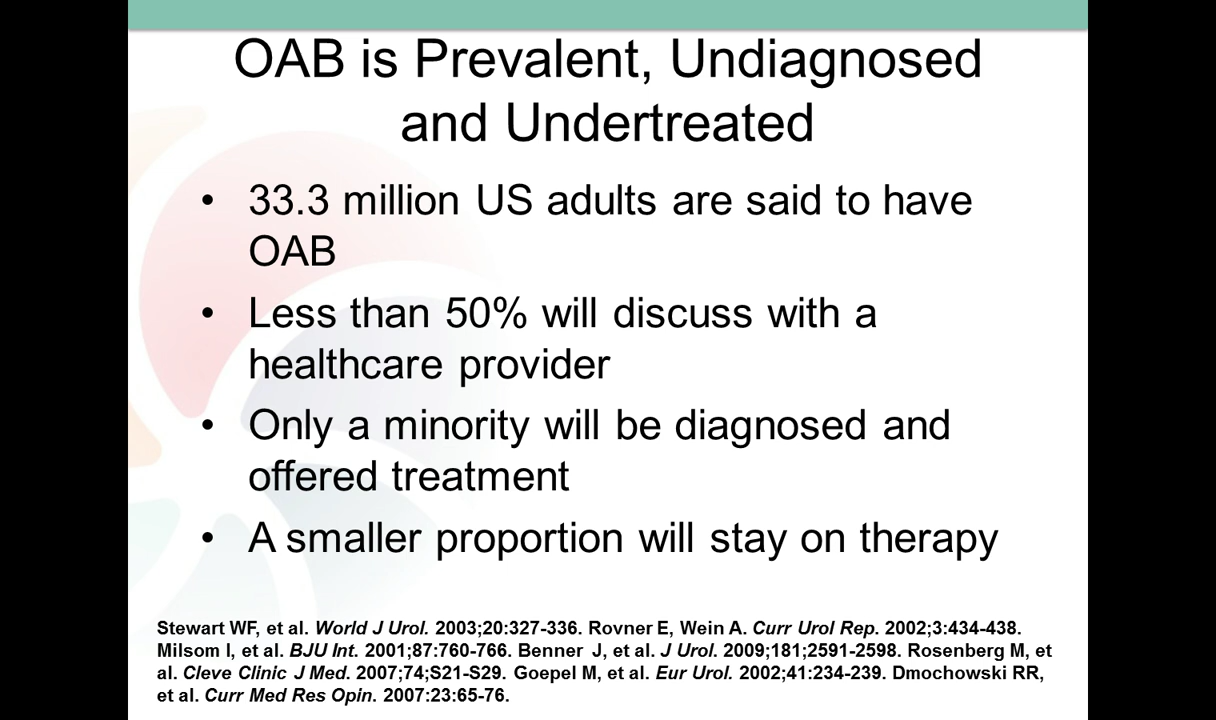 OAB is Prevalent, Undiagnosed
and Undertreated
• 33.3 million US adults are said to have
OAB
• Less than 50% will discuss with a
healthcare provider
• Only a minority will be diagnosed and
offered treatment
• A smaller proportion will stay on therapy
Stewart WF, et al. World J Urol. 2003;20:327-336. Rovner E, Wein A. Curr Urol Rep. 2002;3:434-438.
Milsom I, et al. BJU Int. 2001;87:760-766. Benner J, et al. J Urol. 2009;181;2591-2598. Rosenberg M, et
al. Cleve Clinic J Med. 2007;74;S21-S29. Goepel M, et al. Eur Urol. 2002;41:234-239. Dmochowski RR,
et al. Curr Med Res Opin. 2007:23:65-76.